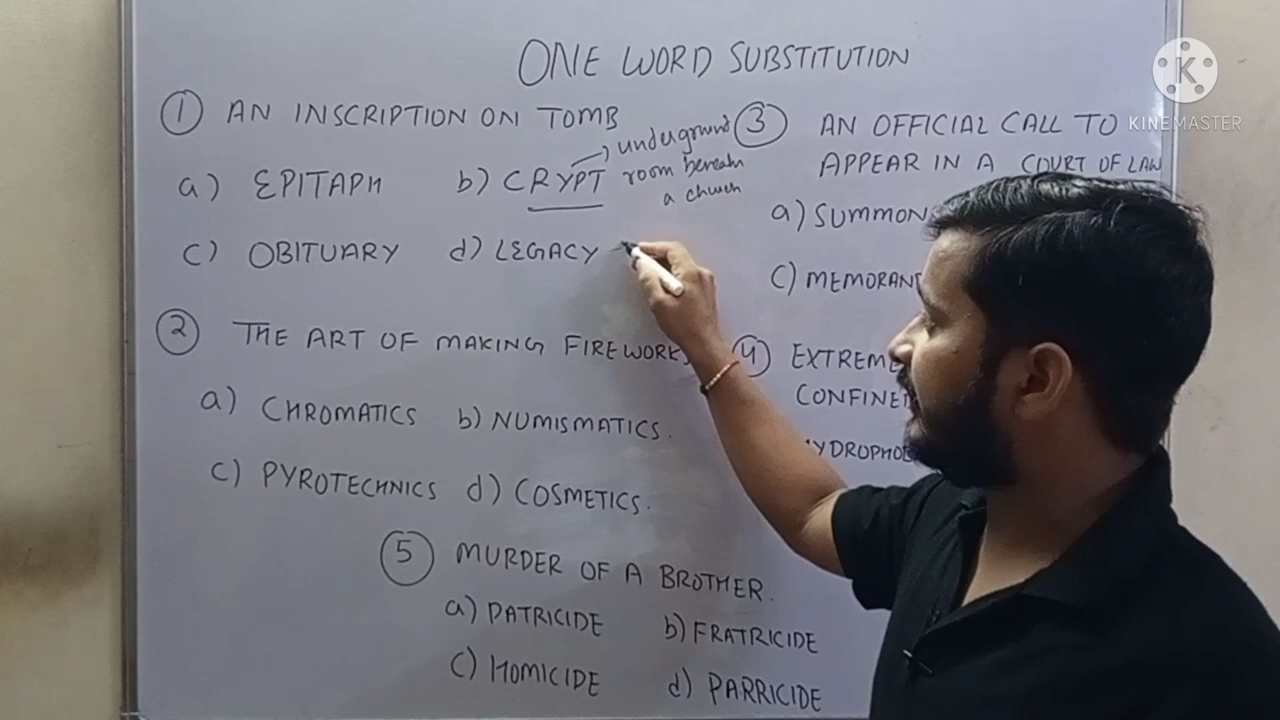 ONE WORD SUBSTITUTION
1 AN INSCRIPTION ON TOMB
a) EPITAPH b) CRYPT
underground
room beneath
a church
c) OBITUARY d) LEGACY
2 THE ART OF MAKING FIREWORKS
a) CHROMATICS b) NUMISMATICS.
c) PYROTECHNICS d) COSMETICS.
3 AN OFFICIAL CALL TO
APPEAR IN A COURT OF LAW
a) SUMMON
C) MEMORAN
4 EXTREME
CONFINE
YDROPHOB
5 MURDER OF A BROTHER.
a) PATRICIDE b) FRATRICIDE
C) HOMICIDE d) PARRICIDE
K
KINEMASTER